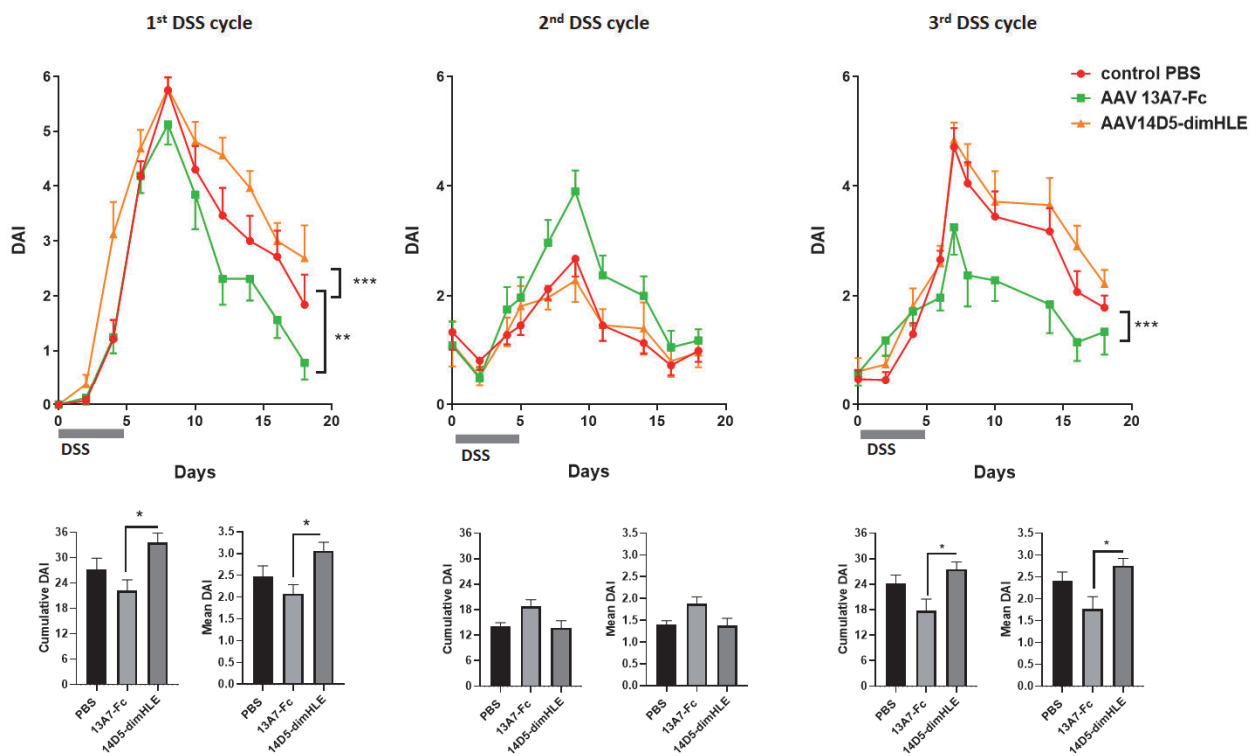 1st DSS cycle
2nd DSS cycle
3rd DSS cycle
control PBS
AAV 13A7-Fc
AAV14D5-dimHLE
DAI
6
5
4
3
2
1
0
0
5
10
15
20
DSS
Days
***
**
DAI
6
4
2
0
0
5
10
15
20
DSS
Days
DAI
6
4
2
0
0
5
10
15
20
DSS
Days
***
Cumulative DAI
36
30
24
18
12
6
0
*
PBS
13A7-Fc
14D5-dimHLE
Mean DAI
3.5
3.0
2.5
2.0
1.5
1.0
0.5
0.0
*
PBS
13A7-Fc
14D5-dimHLE
Cumulative DAI
36
30
24
18
12
6
0
PBS
13A7-Fc
14D5-dimHLE
Mean DAI
3.5
3.0
2.5
2.0
1.5
1.0
0.5
0.0
PBS
13A7-Fc
14D5-dimHLE
Cumulative DAI
36
30
24
18
12
6
0
*
PBS
13A7-Fc
14D5-dimHLE
Mean DAI
3.5
3.0
2.5
2.0
1.5
1.0
0.5
0.0
*
PBS
13A7-Fc
14D5-dimHLE